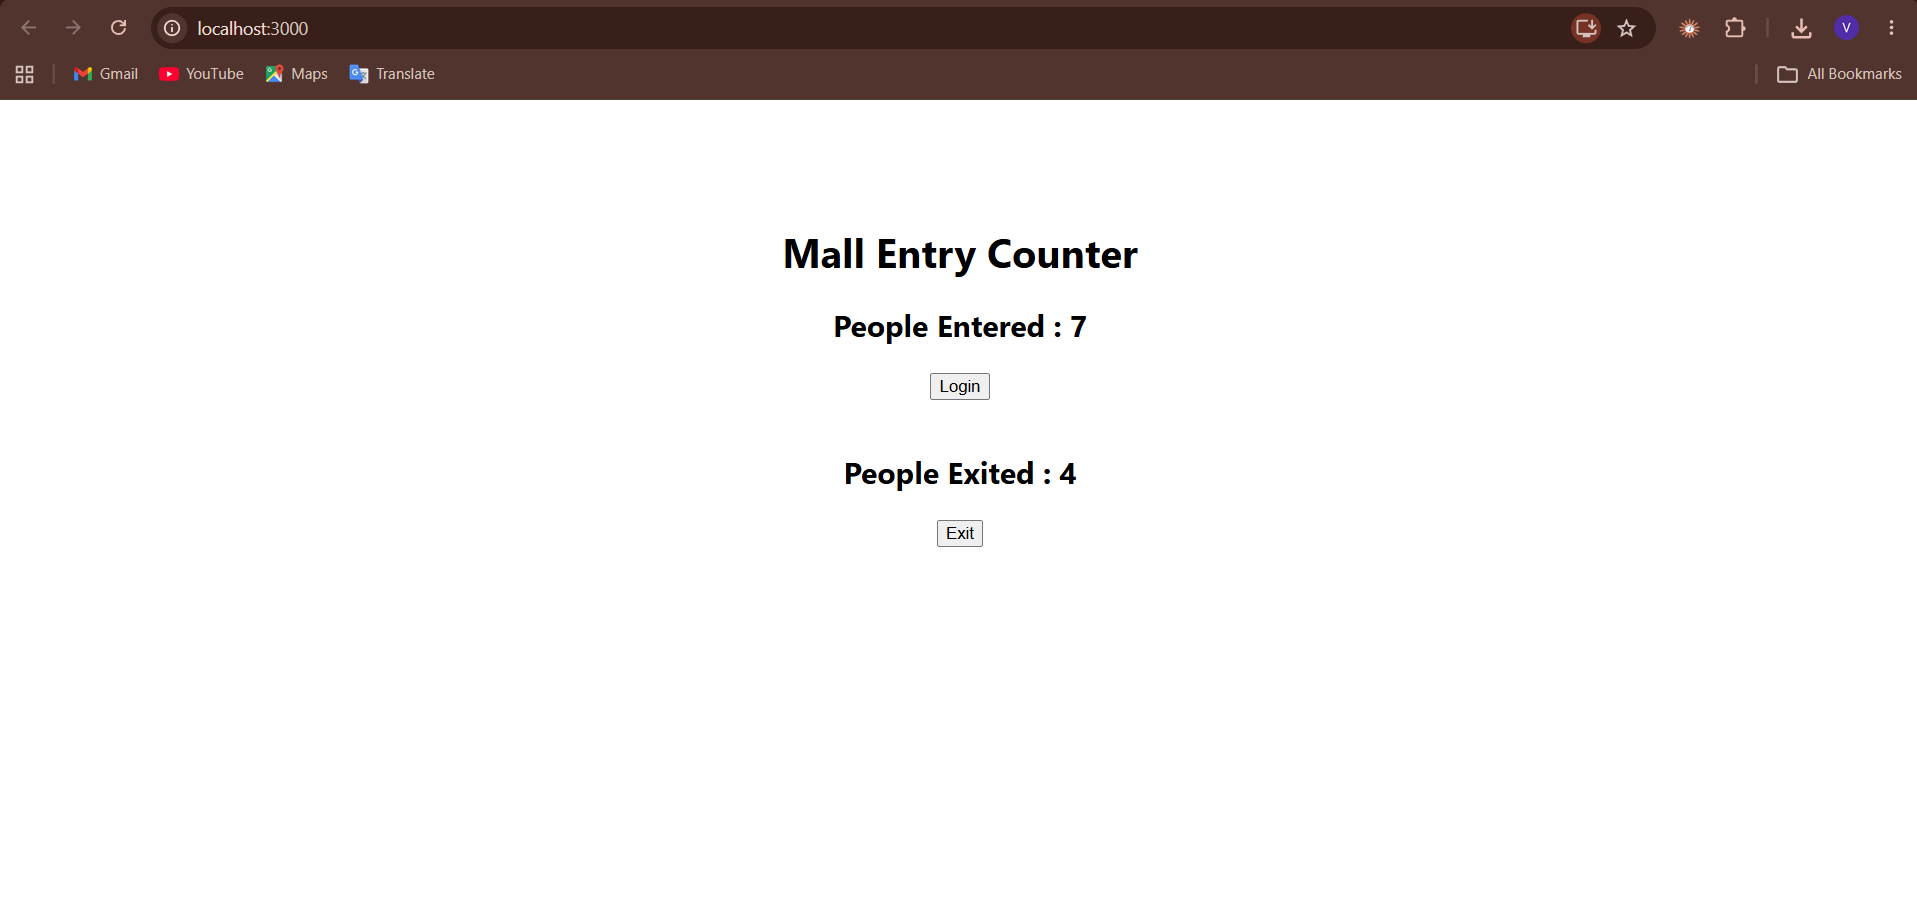 localhost:3000
V
Gmail YouTube Maps Translate All Bookmarks
Mall Entry Counter
People Entered : 7
Login
People Exited : 4
Exit